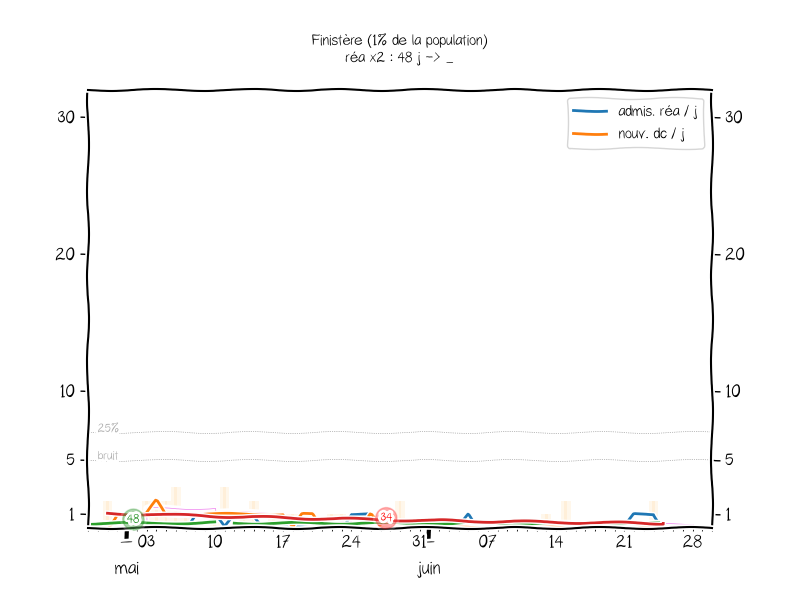 Finistère (1% de la population)
réa x2 : 48 j -> _
admis. réa / j
nouv. dc / j
30
30
20
20
10
10
25%
bruit
5
5
1
1
48
34
03 10 17 24 31 07 14 21 28
mai juin